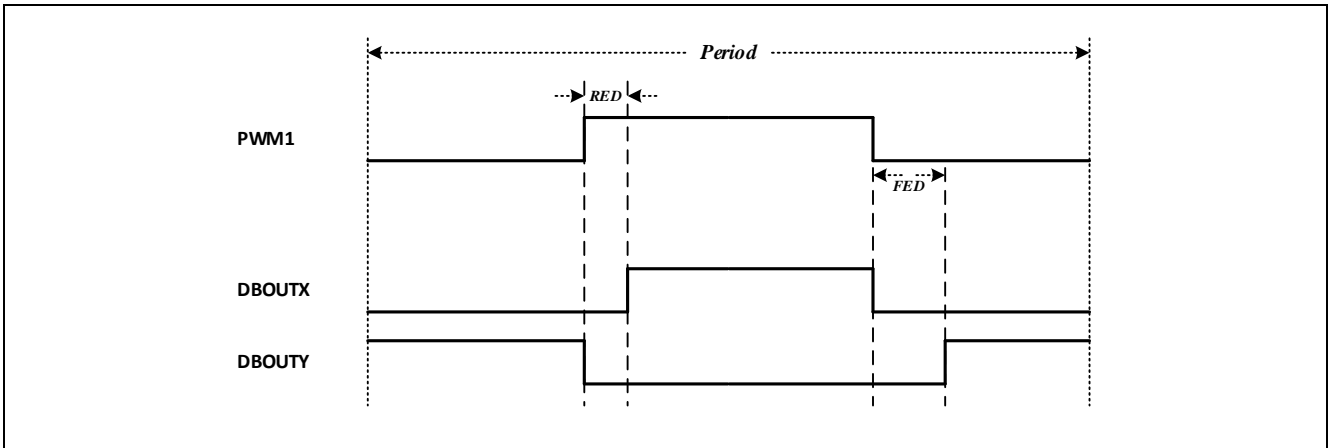 Period
RED
PWM1
FED
DBOUTX
DBOUTY